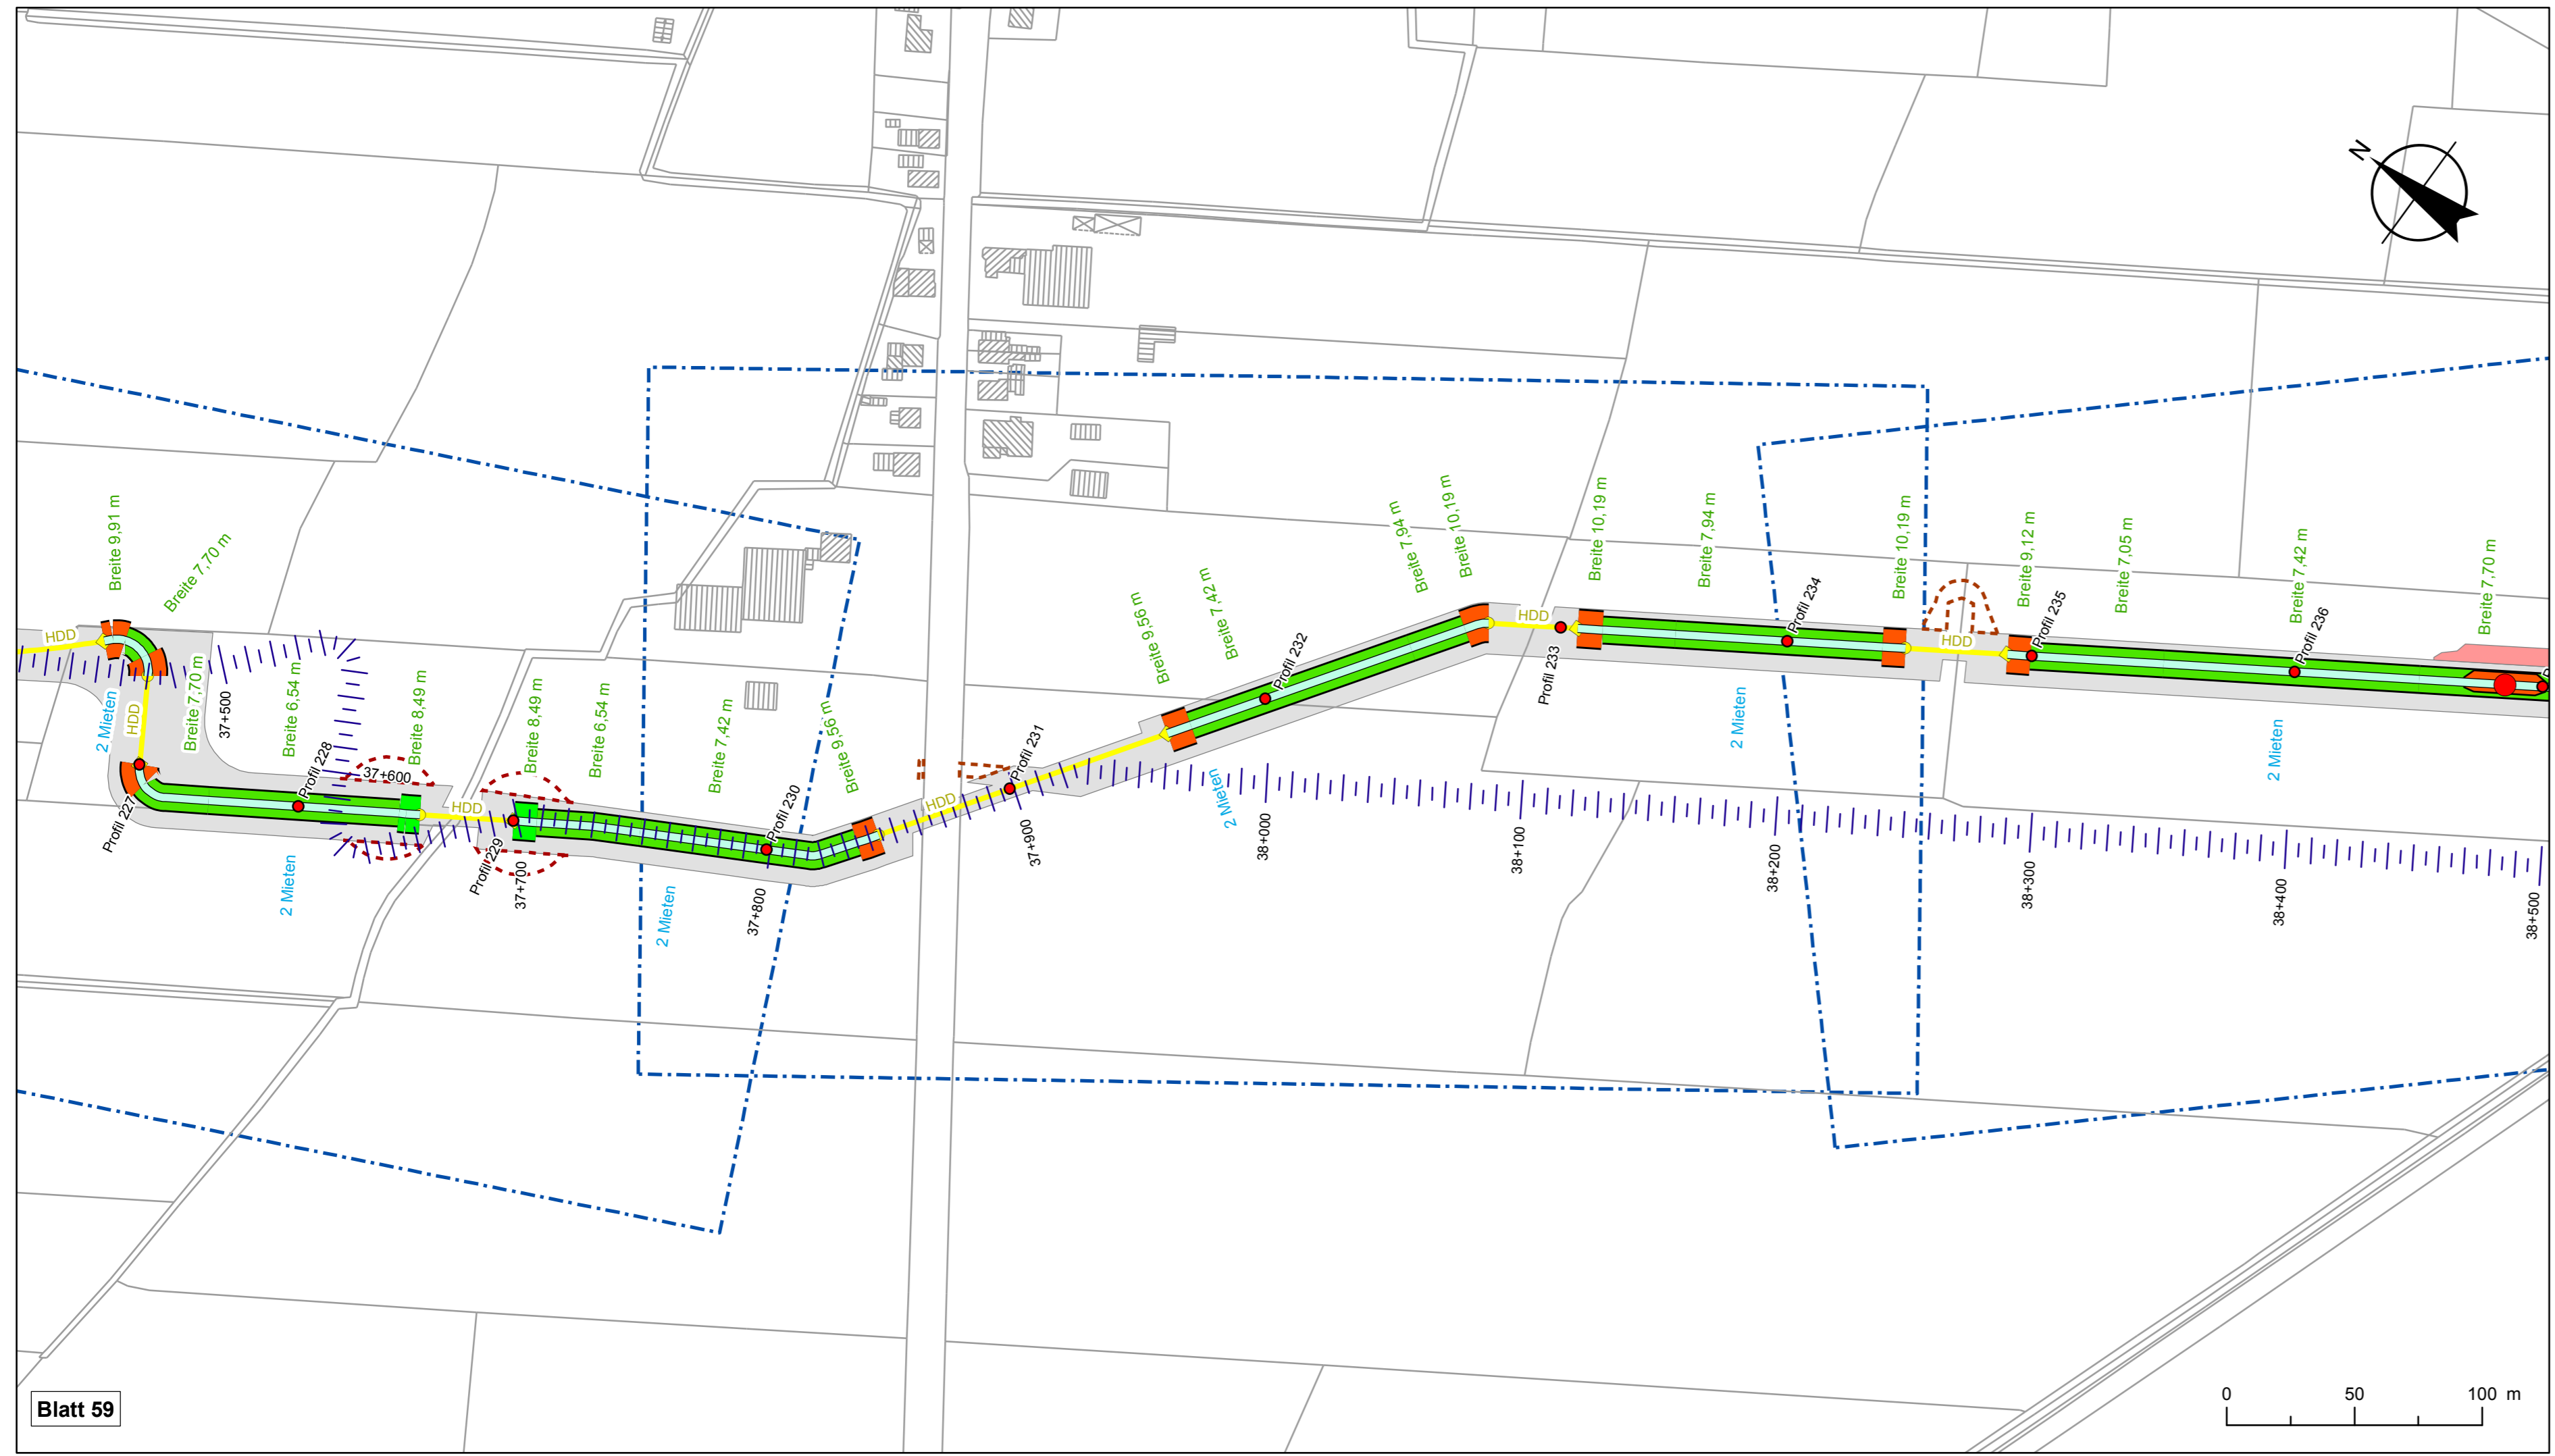 N
Breite 9,91 m
Breite 7,70 m
HDD
2 Mieten
HDD
Breite 7,70 m
37+500
Breite 6,54 m
Profil 227
Profil 228
37+600
Breite 8,49 m
2 Mieten
HDD
Profil 229
Breite 8,49 m
37+700
Breite 6,54 m
2 Mieten
Breite 7,42 m
37+800
Profil 230
Breite 9,56 m
HDD
Profil 231
37+900
Breite 9,56 m
Breite 7,42 m
2 Mieten
38+000
Profil 232
Breite 7,94 m
Breite 10,19 m
HDD
38+100
Profil 233
Breite 10,19 m
Breite 7,94 m
2 Mieten
38+200
Profil 234
Breite 10,19 m
HDD
Breite 9,12 m
Profil 235
38+300
Breite 7,05 m
2 Mieten
38+400
Breite 7,42 m
Profil 236
Breite 7,70 m
38+500
Blatt 59
0 50 100 m